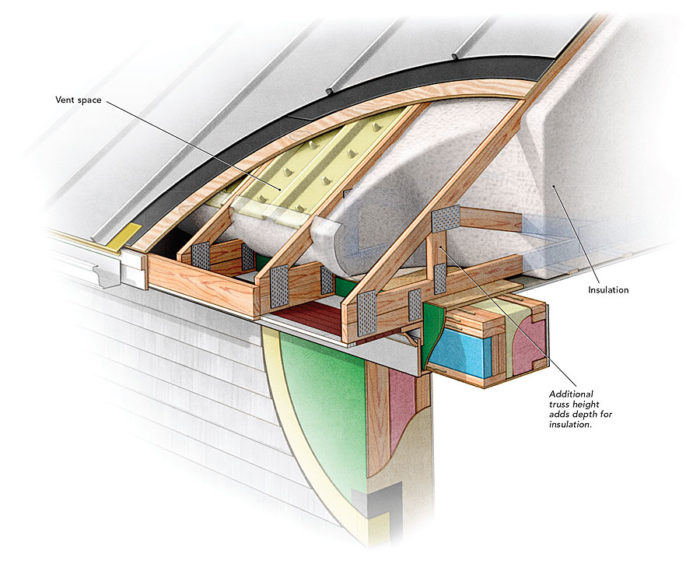 Vent space
Insulation
Additional
truss height
adds depth for
insulation.